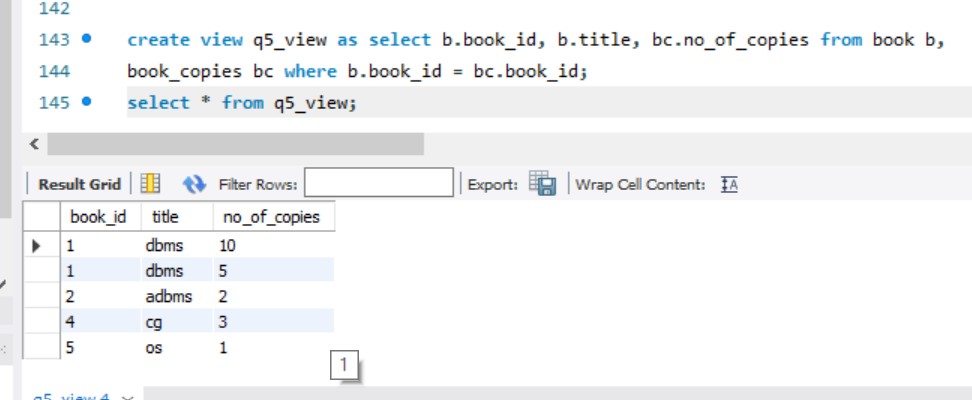 142
143 create view q5_view as select b.book_id, b.title, bc.no_of_copies from book b,
144 book_copies bc where b.book_id = bc.book_id;
145 select * from q5_view;
Result Grid Filter Rows: Export: Wrap Cell Content: IA
book_id title no_of_copies
1 dbms 10
1 dbms 5
2 adbms 2
4 cg 3
5 os 1
1
q5_view 4